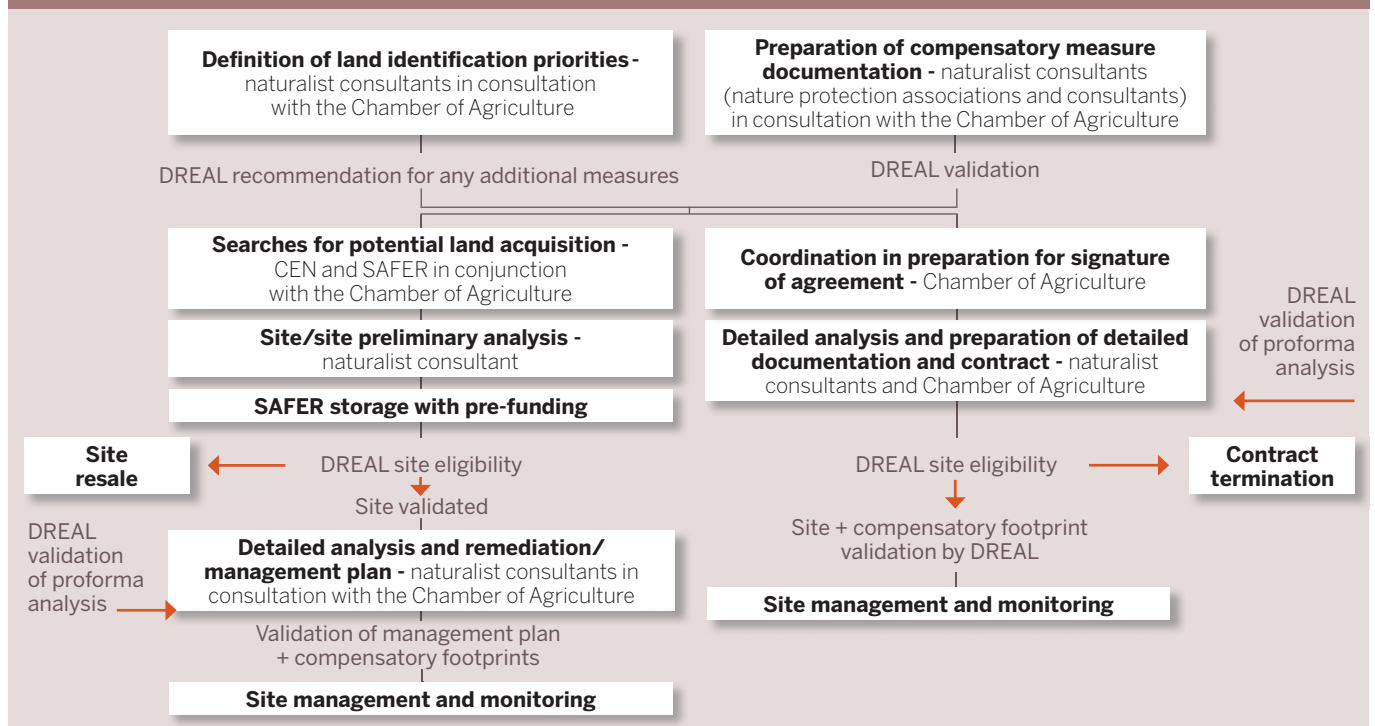 Definition of land identification priorities -
naturalist consultants in consultation
with the Chamber of Agriculture
Preparation of compensatory measure
documentation - naturalist consultants
(nature protection associations and consultants)
in consultation with the Chamber of Agriculture
DREAL recommendation for any additional measures
DREAL validation
Searches for potential land acquisition -
CEN and SAFER in conjunction
with the Chamber of Agriculture
Coordination in preparation for signature
of agreement - Chamber of Agriculture
Site/site preliminary analysis -
naturalist consultant
Detailed analysis and preparation of detailed
documentation and contract - naturalist
consultants and Chamber of Agriculture
DREAL
validation
of proforma
analysis
SAFER storage with pre-funding
Site
resale
DREAL site eligibility
DREAL site eligibility
Contract
termination
Site validated
DREAL
validation
of proforma
analysis
Detailed analysis and remediation/
management plan - naturalist consultants in
consultation with the Chamber of Agriculture
Site + compensatory footprint
validation by DREAL
Site management and monitoring
Validation of management plan
+ compensatory footprints
Site management and monitoring